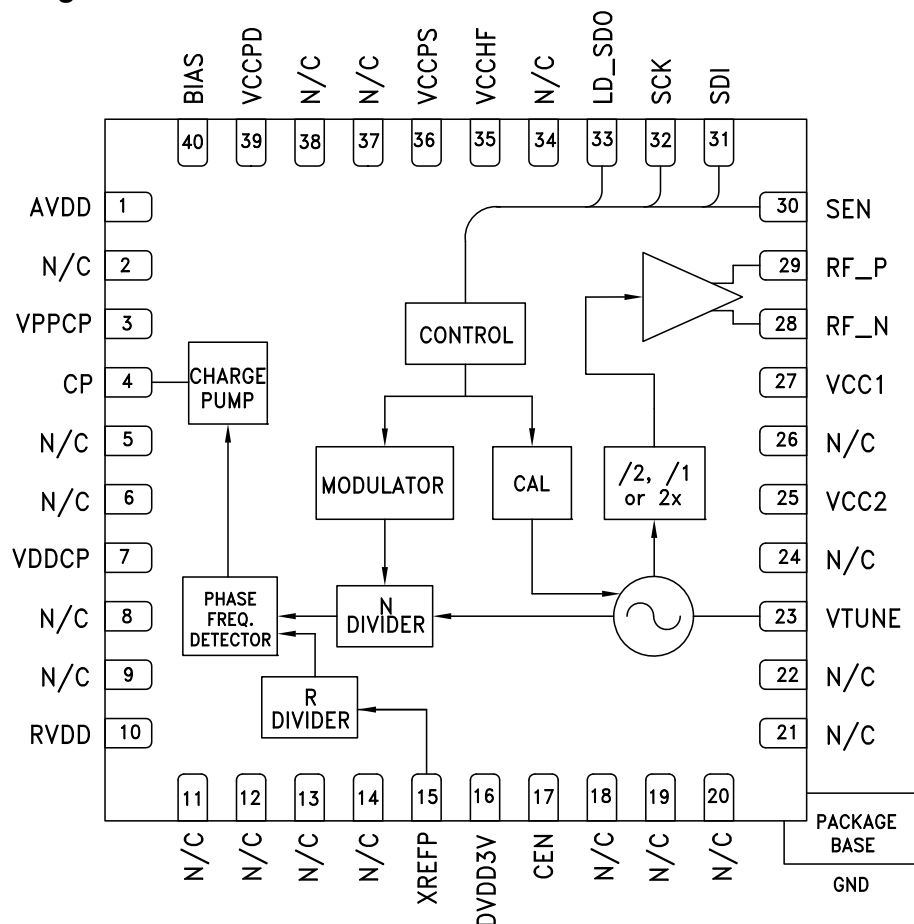 BIAS
VCCPD
N/C
N/C
VCCPS
VCCHF
N/C
LD_SDO
SCK
SDI
40
39
38
37
36
35
34
33
32
31
AVDD 1
N/C 2
VPPCP 3
CP 4
N/C 5
N/C 6
VDDCP 7
N/C 8
N/C 9
RVDD 10
30 SEN
29 RF_P
28 RF_N
27 VCC1
26 N/C
25 VCC2
24 N/C
23 VTUNE
22 N/C
21 N/C
CONTROL
CHARGE
PUMP
MODULATOR
CAL
/2, /1
or 2x
PHASE
FREQ.
DETECTOR
N
DIVIDER
R
DIVIDER
11
12
13
14
15
16
17
18
19
20
N/C
N/C
N/C
N/C
XREFP
DVDD3V
CEN
N/C
N/C
N/C
PACKAGE
BASE
GND